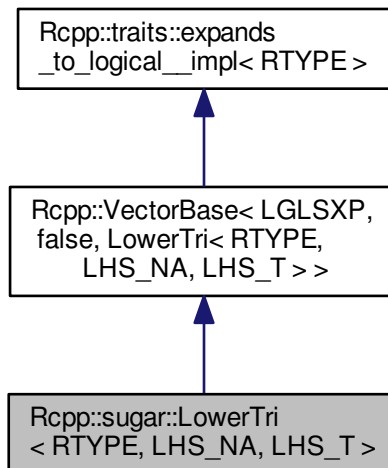 Rcpp::traits::expands
_to_logical__impl< RTYPE >
Rcpp::VectorBase< LGLSXP,
false, LowerTri< RTYPE,
LHS_NA, LHS_T > >
Rcpp::sugar::LowerTri
< RTYPE, LHS_NA, LHS_T >